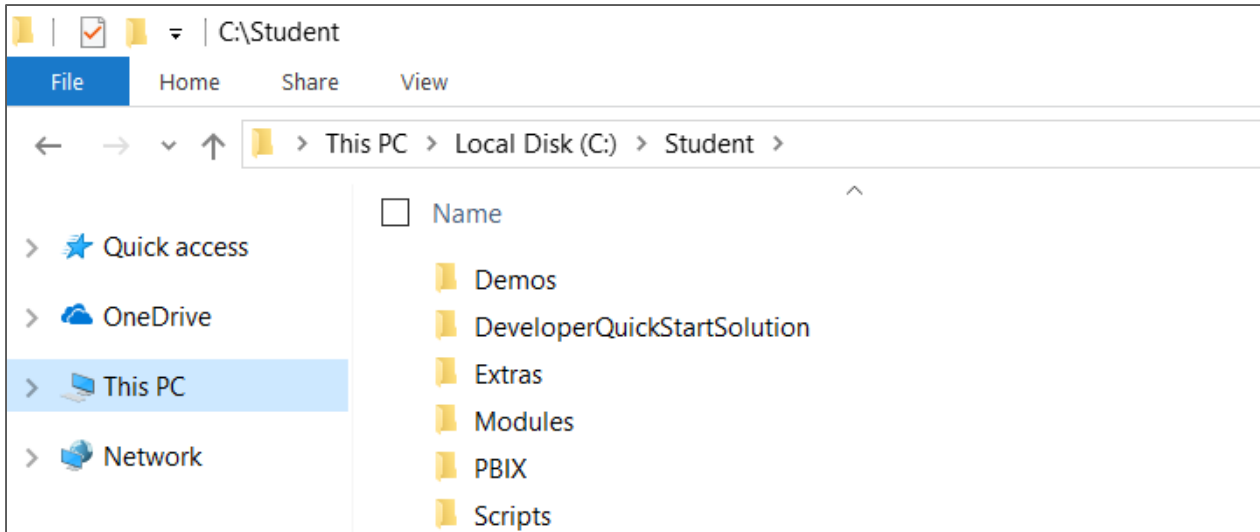 C:\Student
File Home Share View
This PC > Local Disk (C:) > Student >
Name
Quick access
OneDrive
This PC
Network
Demos
DeveloperQuickStartSolution
Extras
Modules
PBIX
Scripts